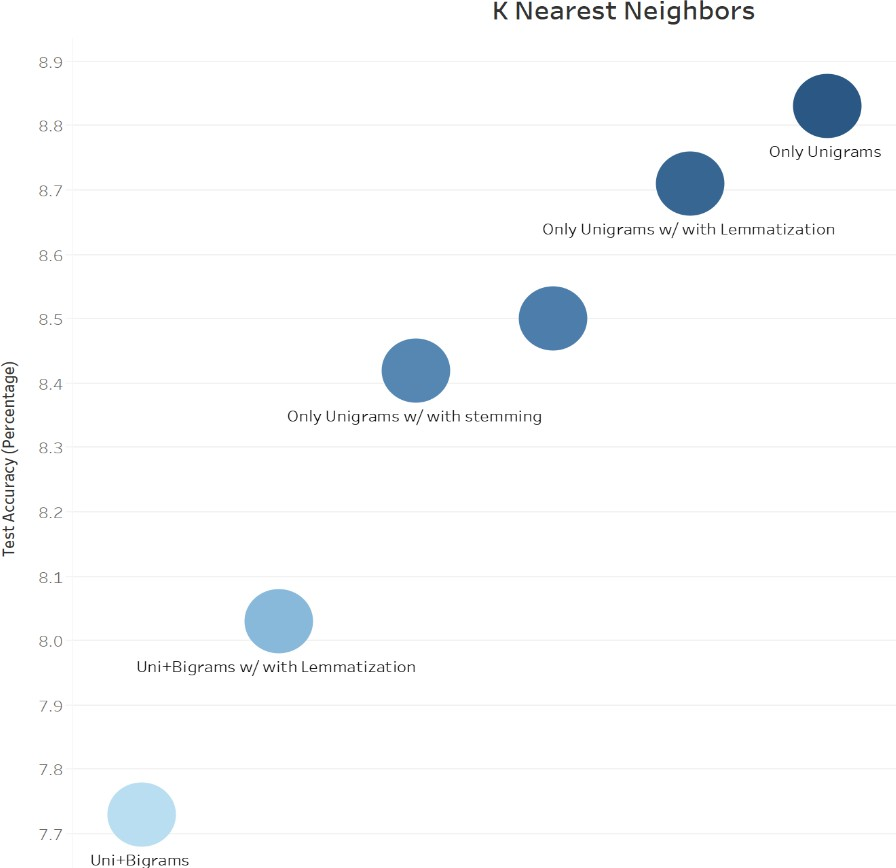 K Nearest Neighbors
8.9
8.8
Only Unigrams
8.7
Only Unigrams w/ with Lemmatization
8.6
8.5
8.4
Only Unigrams w/ with stemming
8.3
8.2
8.1
8.0
Uni+Bigrams w/ with Lemmatization
7.9
7.8
7.7
Uni+Bigrams
Test Accuracy (Percentage)